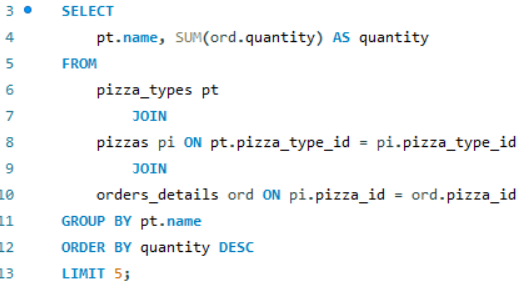 3 SELECT
4 pt.name, SUM(ord.quantity) AS quantity
5 FROM
6 pizza_types pt
7 JOIN
8 pizzas pi ON pt.pizza_type_id = pi.pizza_type_id
9 JOIN
10 orders_details ord ON pi.pizza_id = ord.pizza_id
11 GROUP BY pt.name
12 ORDER BY quantity DESC
13 LIMIT 5;